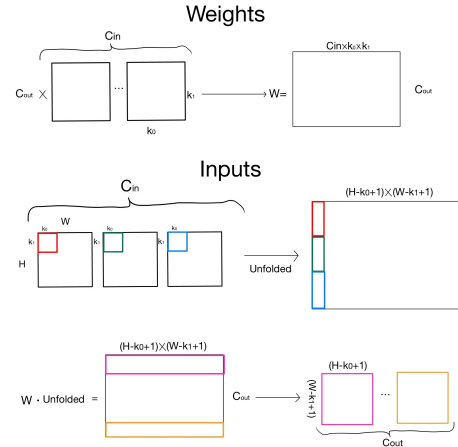 Weights
Cin
Cout × ... k₁
k₀
W=
Cin×k₀×k₁
Cout
Inputs
Cin
W
k₀ k₀ k₀
k₁ k₁ k₁
H
Unfolded
(H-k₀+1)×(W-k₁+1)
(H-k₀+1)×(W-k₁+1)
W · Unfolded =
Cout
(H-k₀+1)
(W-k₁+1)
...
Cout